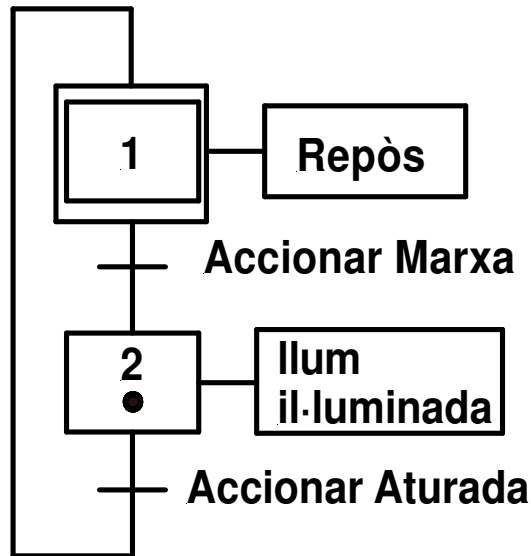 1
Repòs
Accionar Marxa
2
llum
il·luminada
Accionar Aturada